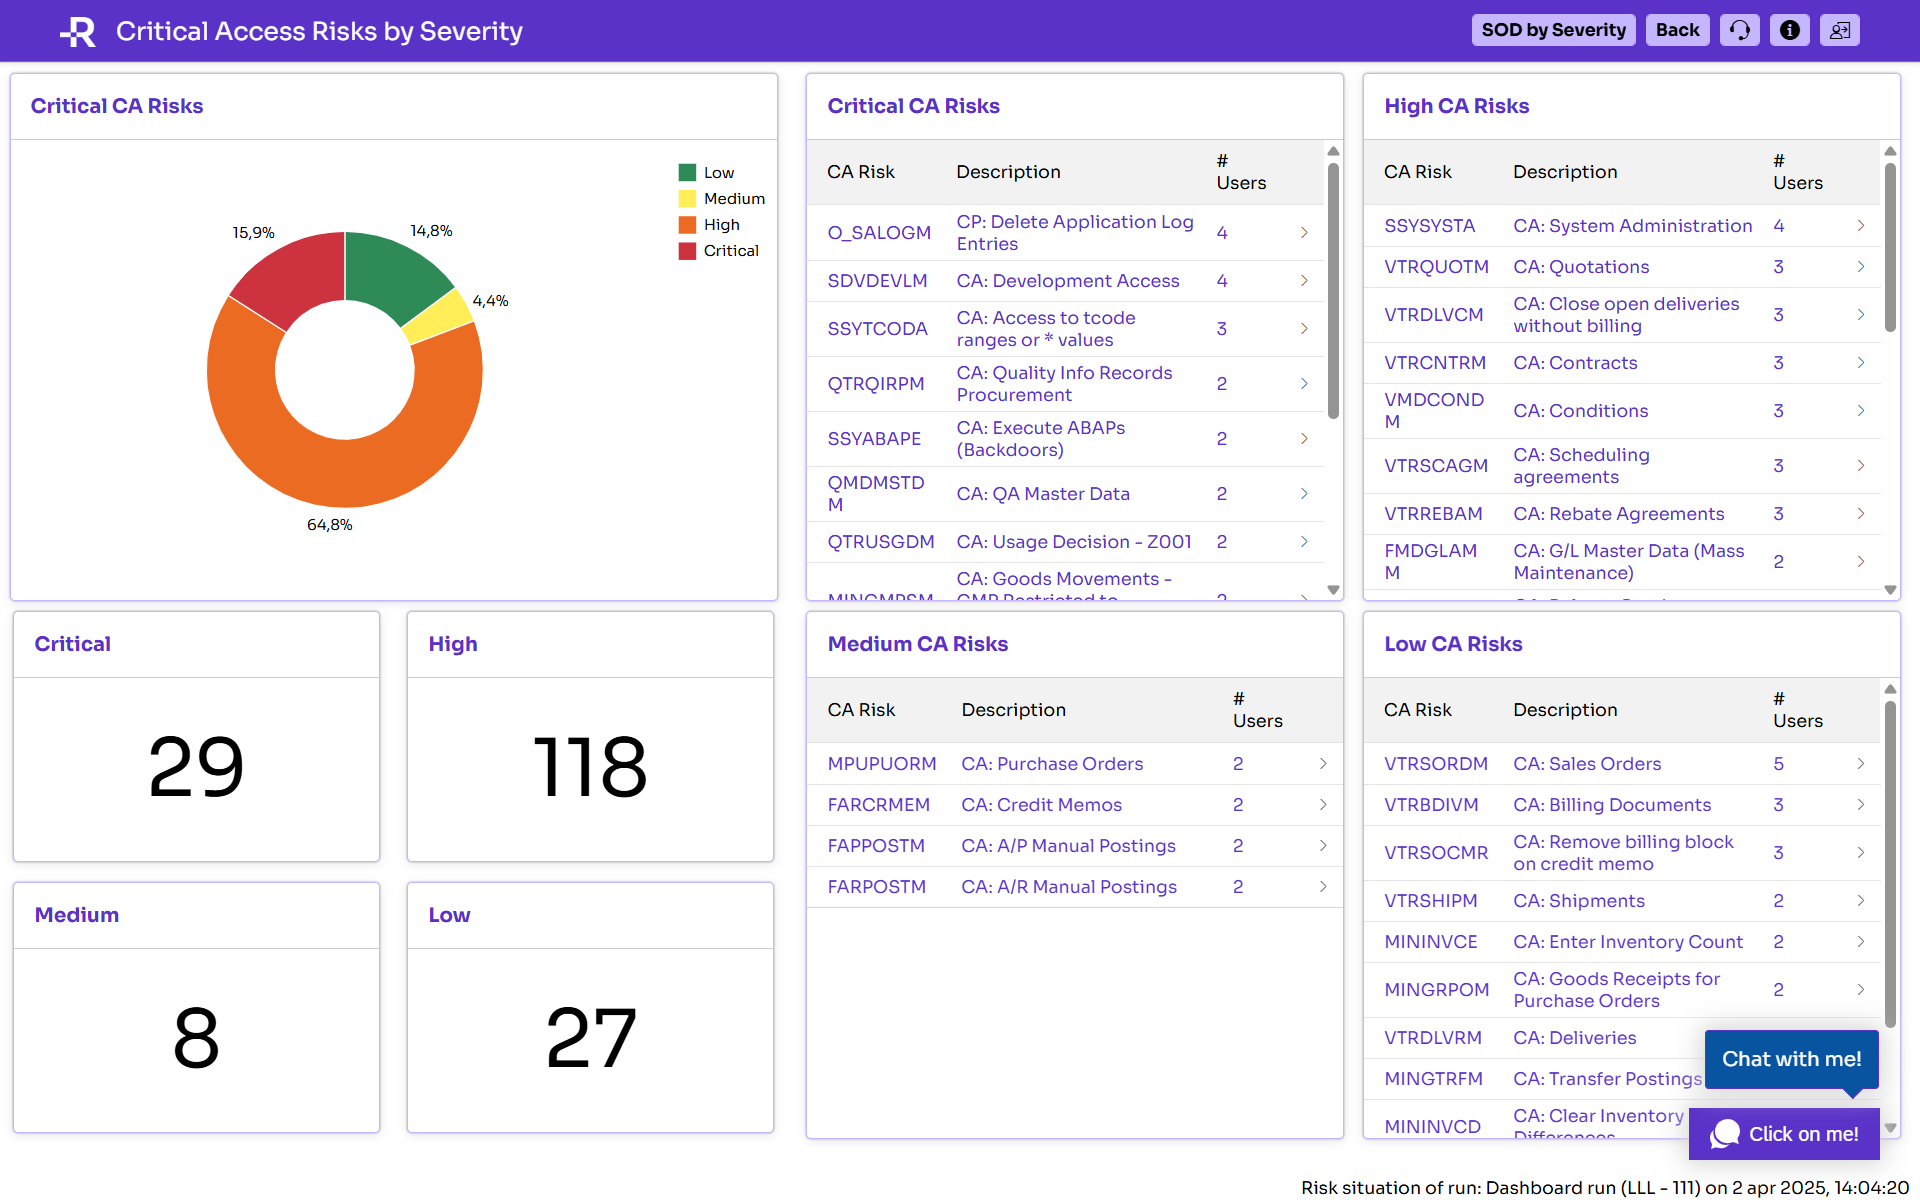 Critical Access Risks by Severity
SOD by Severity
Back
Critical CA Risks
Low
Medium
High
Critical
15,9%
14,8%
4,4%
64,8%
Critical CA Risks
CA Risk Description # Users
O_SALOGM CP: Delete Application Log Entries 4
SDVDEVLM CA: Development Access 4
SSYTCODA CA: Access to tcode ranges or * values 3
QTRQIRPM CA: Quality Info Records Procurement 2
SSYABAPE CA: Execute ABAPs (Backdoors) 2
QMDMSTDM CA: QA Master Data 2
QTRUSGDM CA: Usage Decision - Z001 2
MINGMPSM CA: Goods Movements - GMP Restricted to 2
High CA Risks
CA Risk Description # Users
SSYSYSTA CA: System Administration 4
VTRQUOTM CA: Quotations 3
VTRDLVCM CA: Close open deliveries without billing 3
VTRCNTRM CA: Contracts 3
VMDCONDM CA: Conditions 3
VTRSCAGM CA: Scheduling agreements 3
VTRREBAM CA: Rebate Agreements 3
FMDGLAMM CA: G/L Master Data (Mass Maintenance) 2
Critical
29
High
118
Medium
8
Low
27
Medium CA Risks
CA Risk Description # Users
MPUPUORM CA: Purchase Orders 2
FARCRMEM CA: Credit Memos 2
FAPPOSTM CA: A/P Manual Postings 2
FARPOSTM CA: A/R Manual Postings 2
Low CA Risks
CA Risk Description # Users
VTRSORDM CA: Sales Orders 5
VTRBDIVM CA: Billing Documents 3
VTRSOCMR CA: Remove billing block on credit memo 3
VTRSHIPM CA: Shipments 2
MININVCE CA: Enter Inventory Count 2
MINGRPOM CA: Goods Receipts for Purchase Orders 2
VTRDLVRM CA: Deliveries
MINGTRFM CA: Transfer Postings
MININVCD CA: Clear Inventory Differences
Chat with me!
Click on me!
Risk situation of run: Dashboard run (LLL - 111) on 2 apr 2025, 14:04:20